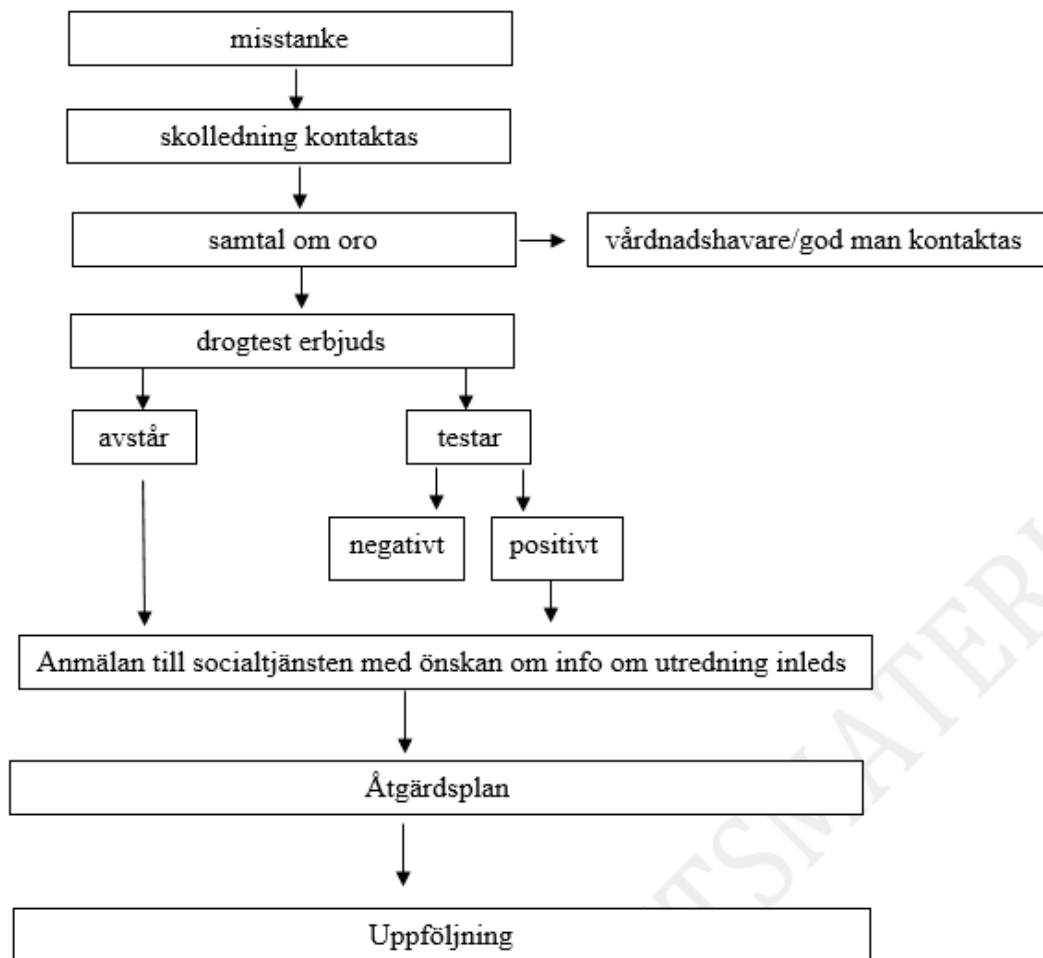 misstanke
skolledning kontaktas
samtal om oro
vårdnadshavare/god man kontaktas
drogtest erbjuds
avstår
testar
negativt
positivt
Anmälan till socialtjänsten med önskan om info om utredning inleds
Åtgärdsplan
Uppföljning
TSMATERI